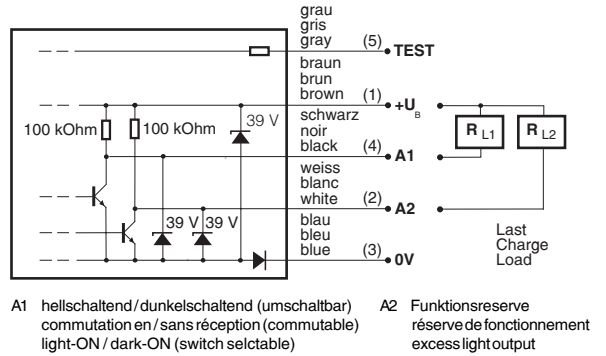 grau
gris
gray (5) TEST
braun
brun
brown (1) +U B
39 V
schwarz
noir
black (4) A1
100 kOhm 100 kOhm
R L1 R L2
weiss
blanc
white (2) A2
39 V 39 V
blau
bleu
blue (3) 0V
Last
Charge
Load
A1 hellschaltend/dunkelschaltend (umschaltbar)
commutation en/sans réception (commutable)
light-ON / dark-ON (switch selctable)
A2 Funktionsreserve
réserve de fonctionnement
excess light output